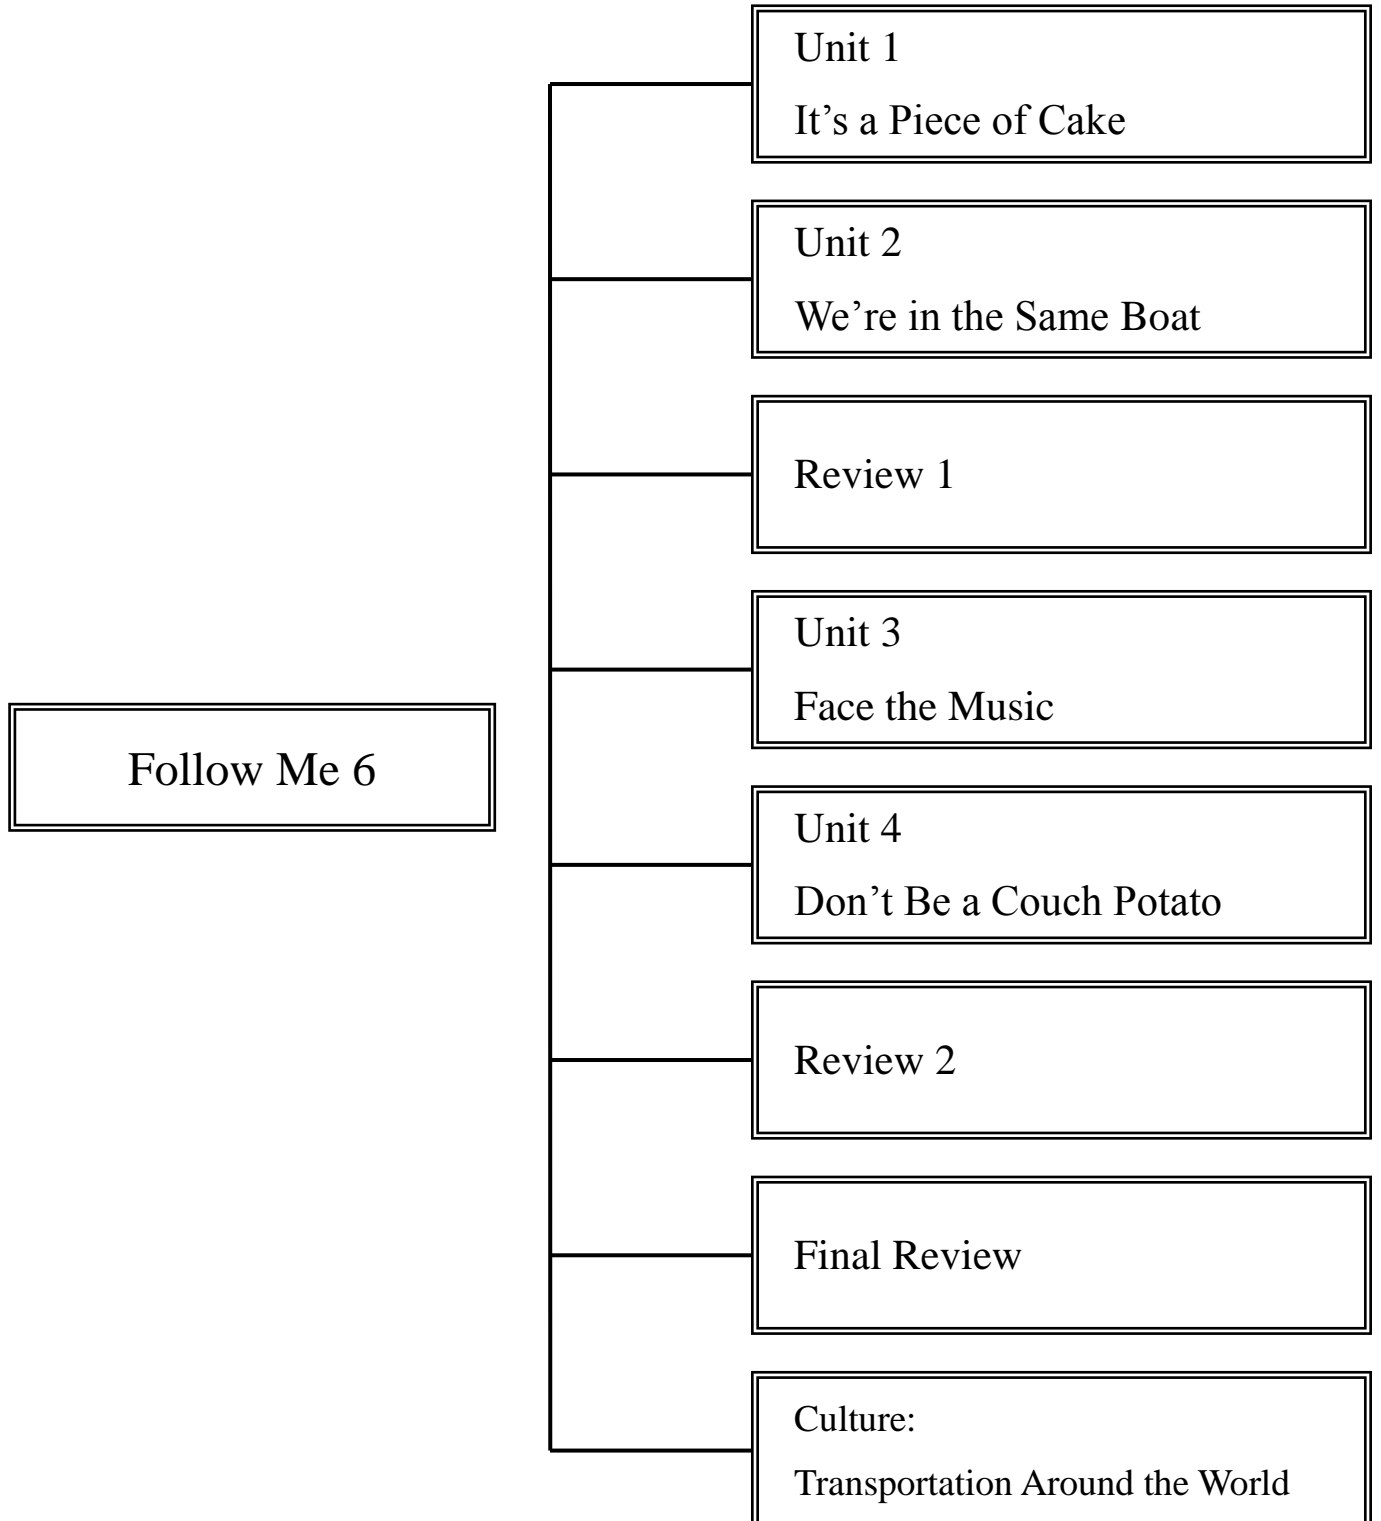 Follow Me 6
Unit 1
It’s a Piece of Cake
Unit 2
We’re in the Same Boat
Review 1
Unit 3
Face the Music
Unit 4
Don’t Be a Couch Potato
Review 2
Final Review
Culture:
Transportation Around the World